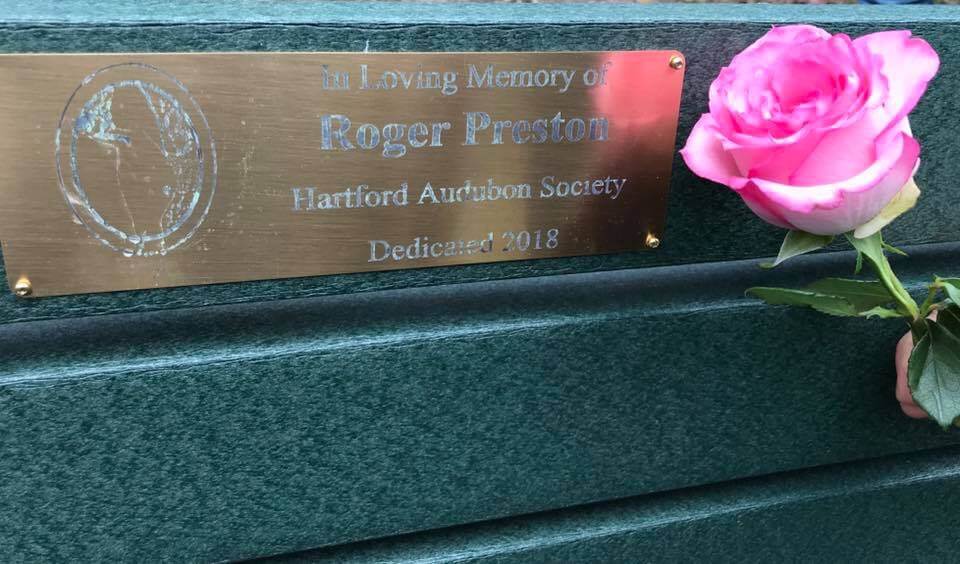 In Loving Memory of
Roger Preston
Hartford Audubon Society
Dedicated 2018